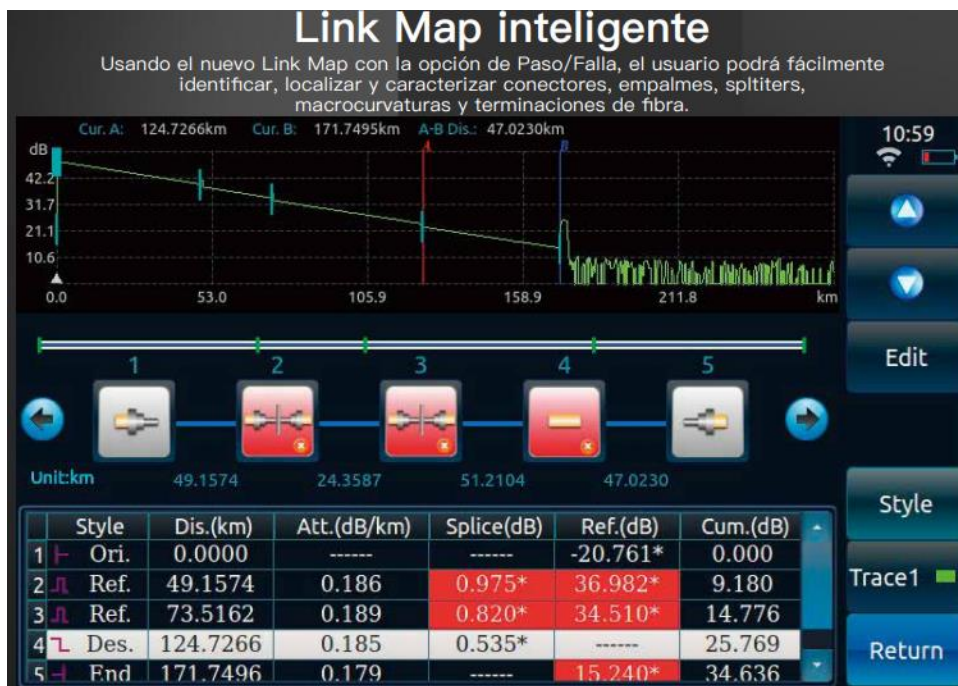 Link Map inteligente
Usando el nuevo Link Map con la opción de Paso/Falla, el usuario podrá fácilmente
identificar, localizar y caracterizar conectores, empalmes, spltiters,
macrocurvaturas y terminaciones de fibra.
Cur. A: 124.7266km Cur. B: 171.7495km A-B Dis.: 47.0230km
10:59
dB
A B
42.2
31.7
21.1
10.6
0.0 53.0 105.9 158.9 211.8 km
Edit
1 2 3 4 5
Unit:km 49.1574 24.3587 51.2104 47.0230
Style
Style Dis.(km) Att.(dB/km) Splice(dB) Ref.(dB) Cum.(dB)
1 Ori. 0.0000 ------ ------ -20.761* 0.000
2 Ref. 49.1574 0.186 0.975* 36.982* 9.180
Trace1
3 Ref. 73.5162 0.189 0.820* 34.510* 14.776
4 Des. 124.7266 0.185 0.535* ------ 25.769
Return
5 End 171.7496 0.179 ------ 15.240* 34.636